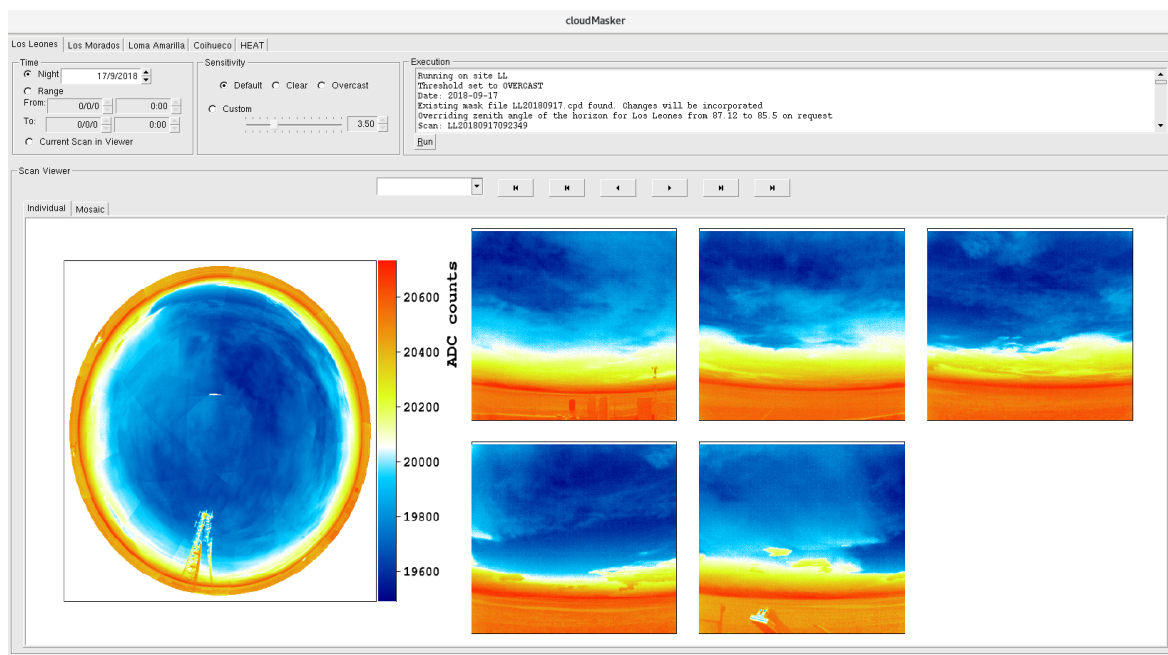 cloudMasker
Los Leones
Los Morados
Loma Amarilla
Coihueco
HEAT
Time
Night
17/9/2018
Range
From:
0/0/0
0:00
To:
0/0/0
0:00
Current Scan in Viewer
Sensitivity
Default
Clear
Overcast
Custom
3.50
Execution
Running on site LL
Threshold set to OVERCAST
Date: 2018-09-17
Existing mask file LL20180917.cpd found. Changes will be incorporated
Overriding zenith angle of the horizon for Los Leones from 87.12 to 85.5 on request
Scan: LL20180917092349
Run
Scan Viewer
Individual
Mosaic
20600
20400
20200
20000
19800
19600
ADC counts